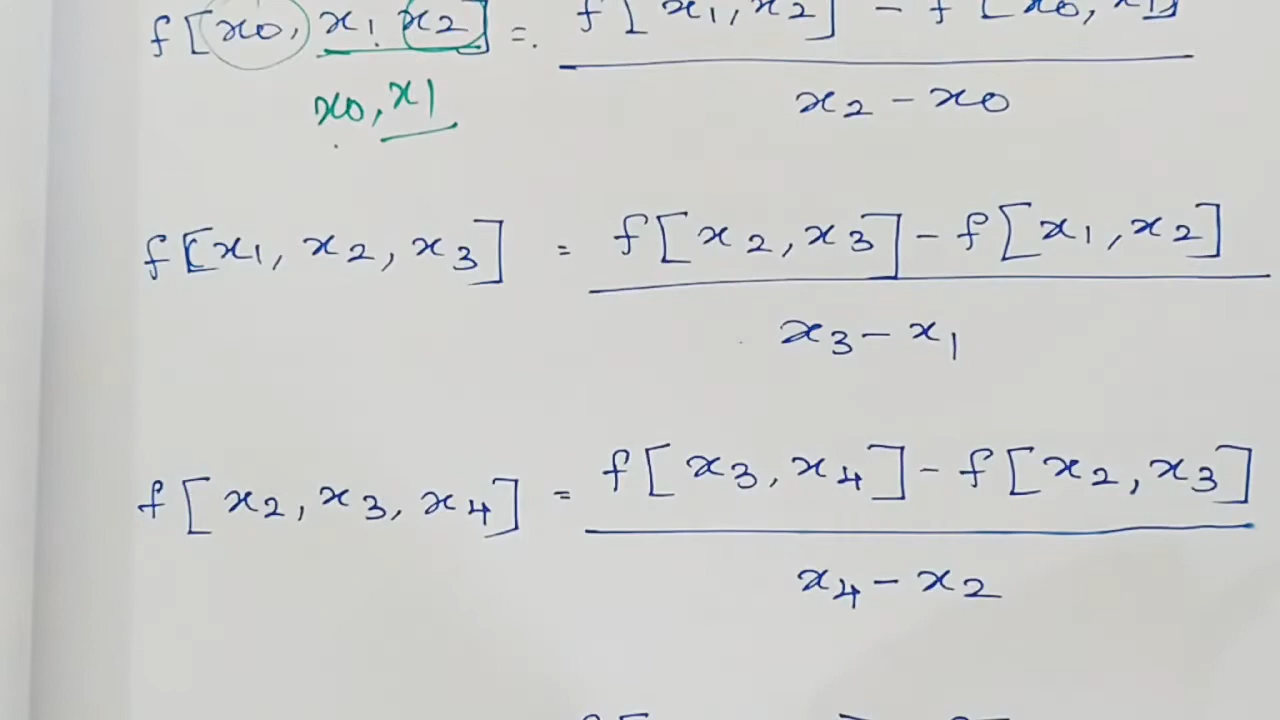 f[x0, x1 x2] = f[x1,x2] - f[x0,x1]
x0,x1
x2 - x0
f[x1, x2, x3] = f[x2,x3] - f[x1,x2]
x3 - x1
f[x2,x3,x4] = f[x3,x4] - f[x2,x3]
x4 - x2